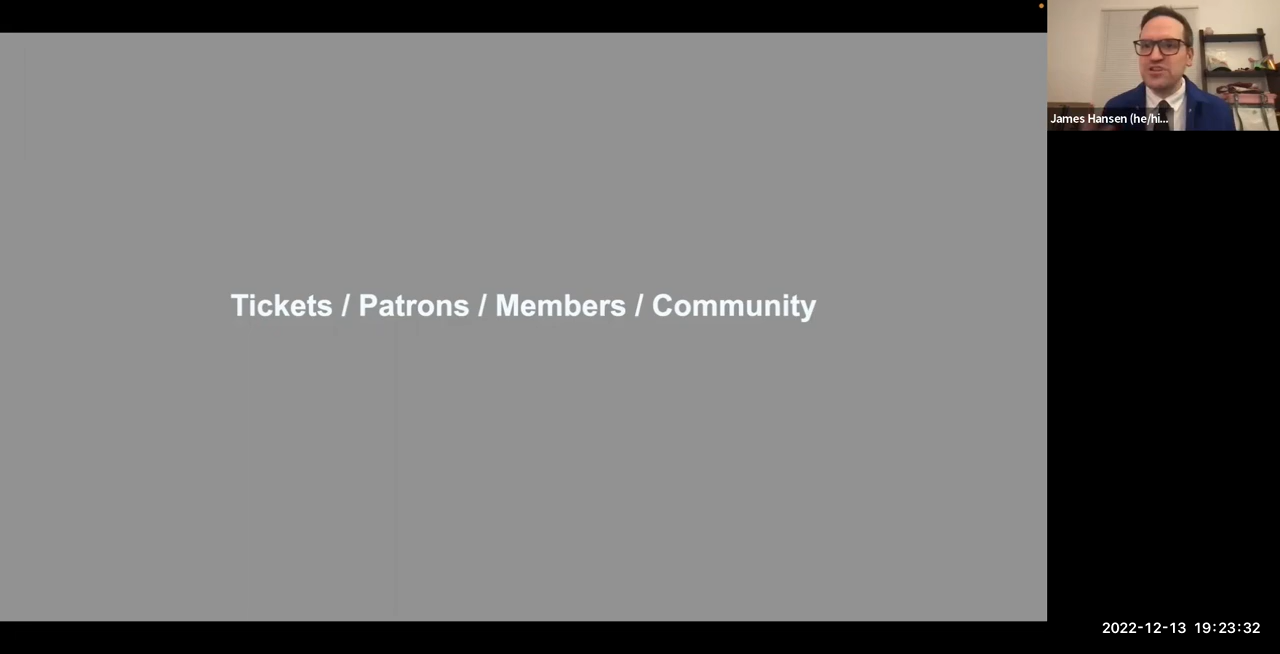 Tickets / Patrons / Members / Community
James Hansen (he/hi...
2022-12-13 19:23:32